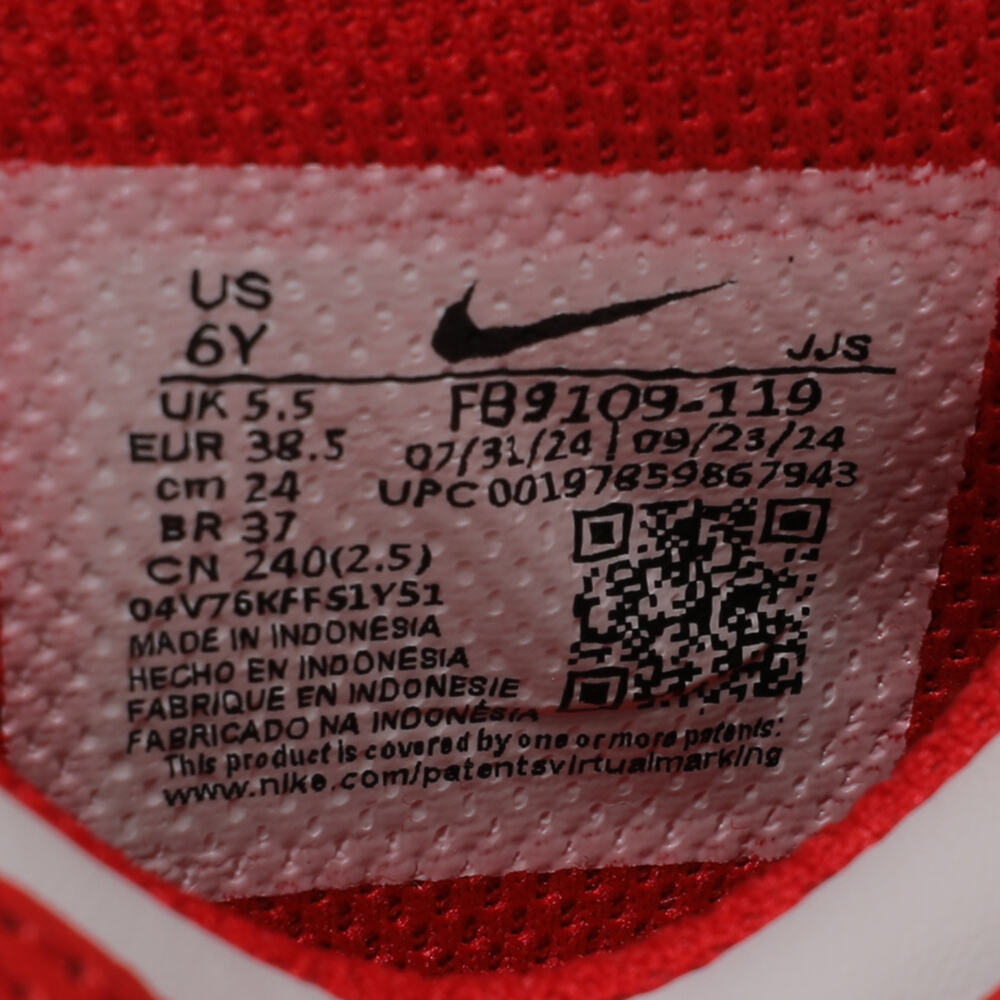 US
6Y
JJS
UK 5.5
FB9109-119
EUR 38.5
07/31/24 | 09/23/24
cm 24
UPC 00197859867943
BR 37
CN 240(2.5)
04V76KFFS1Y51
MADE IN INDONESIA
HECHO EN INDONESIA
FABRIQUE EN INDONESIE
FABRICADO NA INDONÉSIA
This product is covered by one or more patents:
www.nike.com/patentsvirtualmarking